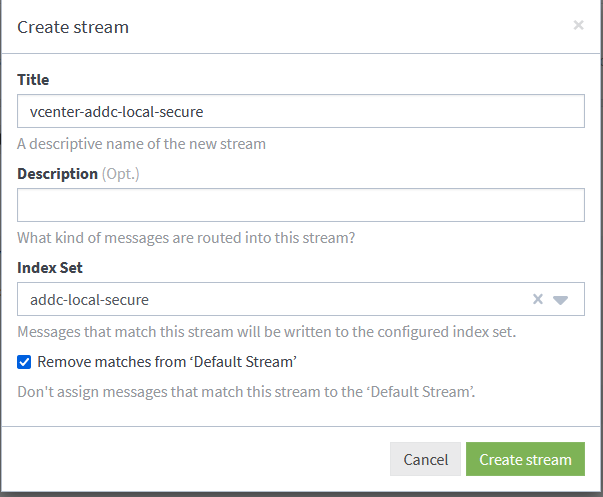 Create stream ×
Title
vcenter-addc-local-secure
A descriptive name of the new stream
Description (Opt.)
What kind of messages are routed into this stream?
Index Set
addc-local-secure ×
Messages that match this stream will be written to the configured index set.
Remove matches from ‘Default Stream’
Don't assign messages that match this stream to the ‘Default Stream’.
Cancel Create stream